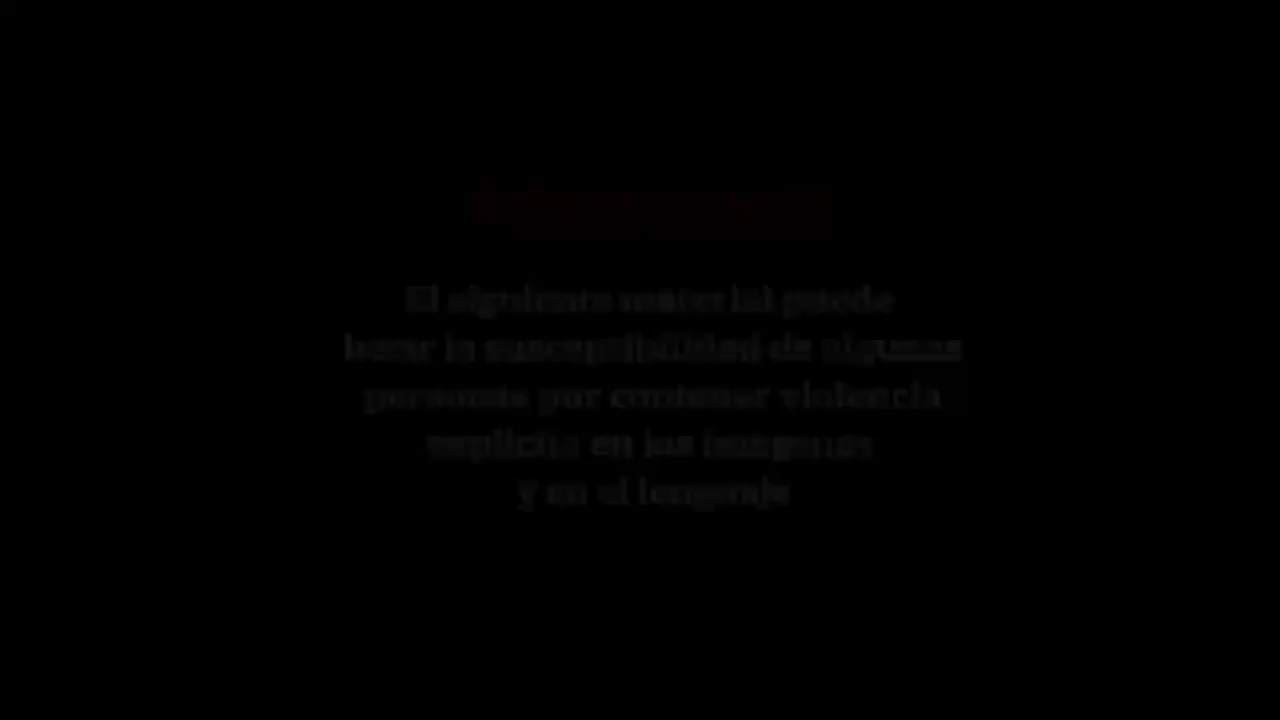 El siguiente material puede
herir la susceptibilidad de algunas
personas por contener violencia
explícita en las imágenes
y en el lenguaje